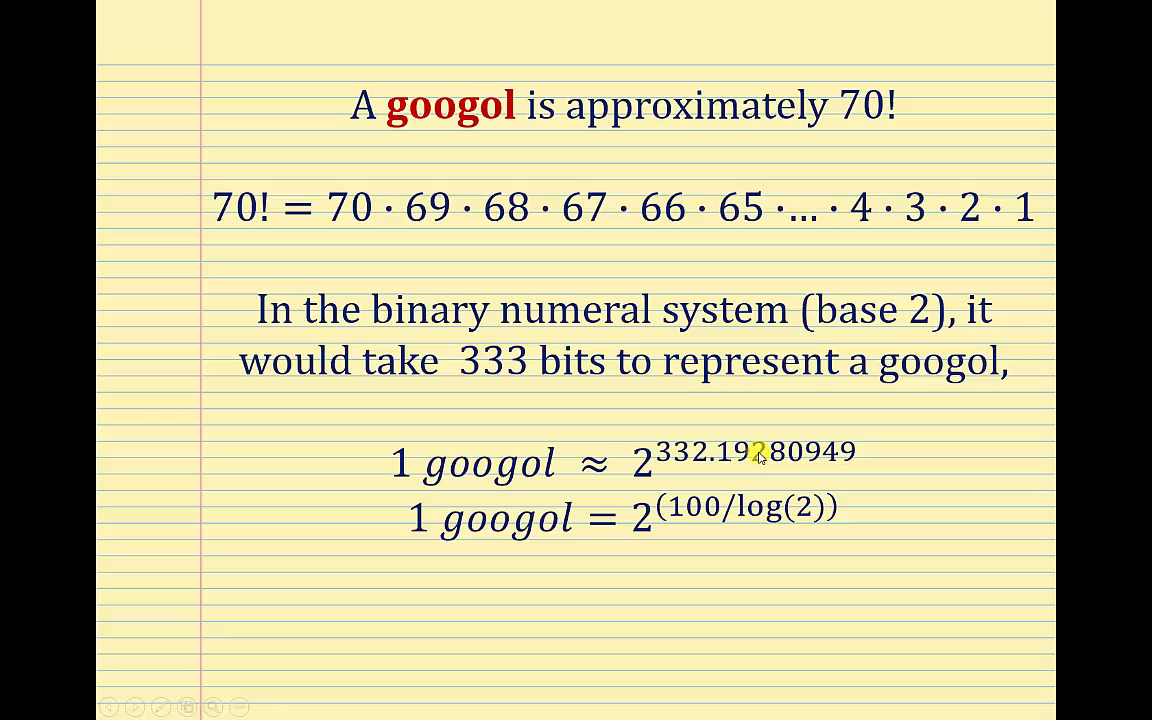 A googol is approximately 70!
70! = 70 · 69 · 68 · 67 · 66 · 65 · … · 4 · 3 · 2 · 1
In the binary numeral system (base 2), it
would take 333 bits to represent a googol,
1 googol ≈ 2^332.19280949
1 googol = 2^(100/log(2))